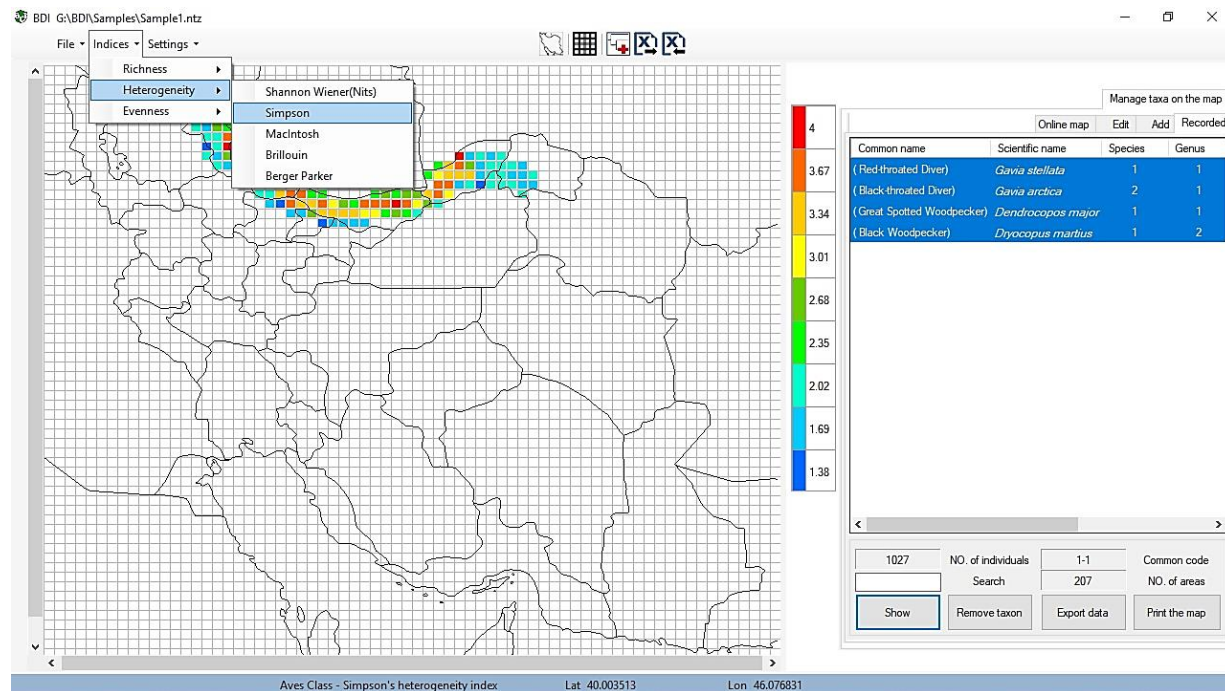 BDI G:\BDI\Samples\Sample1.ntz
File Indices Settings
Richness
Heterogeneity
Evenness
Shannon Wiener(Nits)
Simpson
MacIntosh
Brillouin
Berger Parker
4
3.67
3.34
3.01
2.68
2.35
2.02
1.69
1.38
Manage taxa on the map
Online map Edit Add Recorded
Common name Scientific name Species Genus
( Red-throated Diver) Gavia stellata 1 1
( Black-throated Diver) Gavia arctica 2 1
( Great Spotted Woodpecker) Dendrocopos major 1 1
( Black Woodpecker) Dryocopus martius 1 2
1027 NO. of individuals 1-1 Common code
Search 207 NO. of areas
Show Remove taxon Export data Print the map
Aves Class - Simpson's heterogeneity index Lat 40.003513 Lon 46.076831